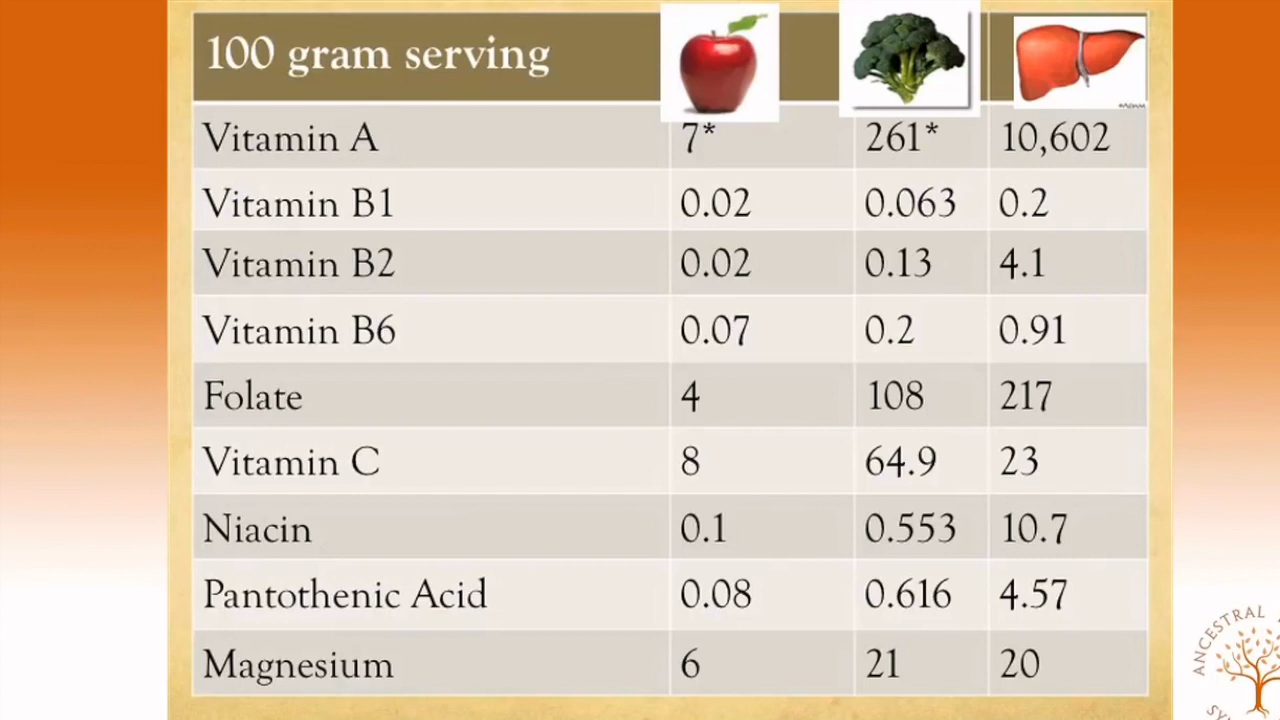 100 gram serving
Vitamin A 7* 261* 10,602
Vitamin B1 0.02 0.063 0.2
Vitamin B2 0.02 0.13 4.1
Vitamin B6 0.07 0.2 0.91
Folate 4 108 217
Vitamin C 8 64.9 23
Niacin 0.1 0.553 10.7
Pantothenic Acid 0.08 0.616 4.57
Magnesium 6 21 20
ANCESTRAL